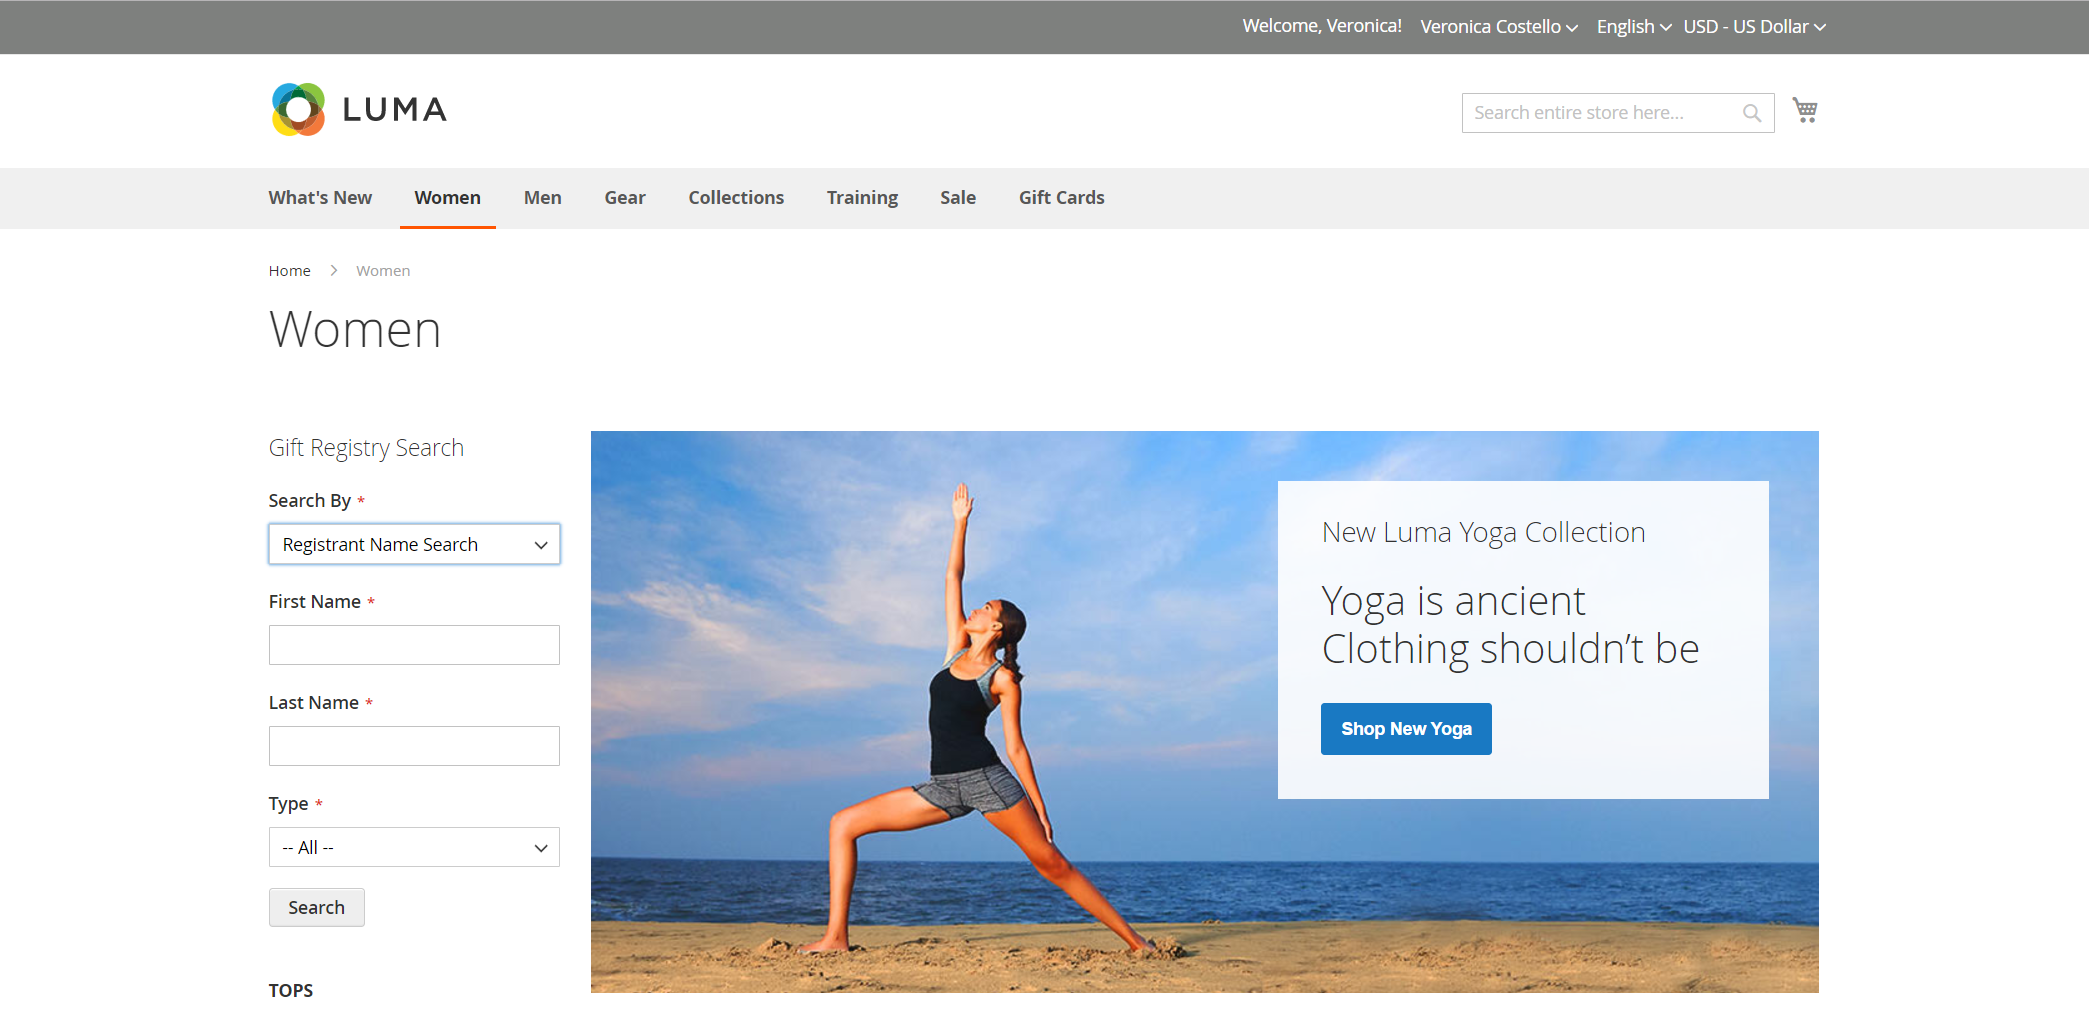 Welcome, Veronica! Veronica Costello English USD - US Dollar
LUMA
Search entire store here...
What's New Women Men Gear Collections Training Sale Gift Cards
Home Women
Women
Gift Registry Search
Search By *
Registrant Name Search
First Name *
Last Name *
Type *
-- All --
Search
TOPS
New Luma Yoga Collection
Yoga is ancient
Clothing shouldn’t be
Shop New Yoga